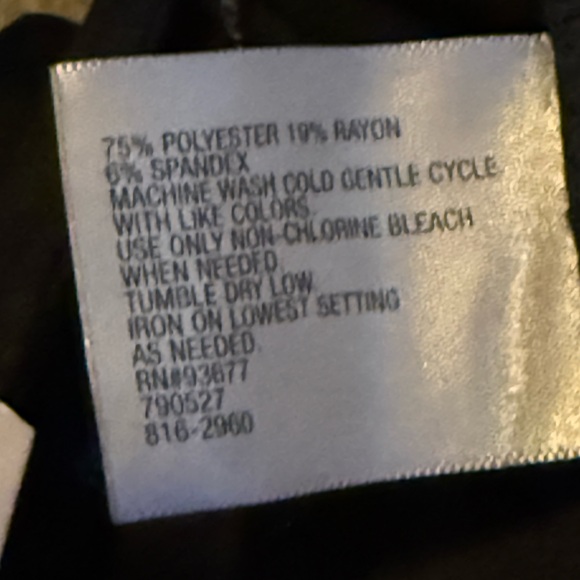 75% POLYESTER 19% RAYON
6% SPANDEX
MACHINE WASH COLD GENTLE CYCLE
WITH LIKE COLORS.
USE ONLY NON-CHLORINE BLEACH
WHEN NEEDED.
TUMBLE DRY LOW
IRON ON LOWEST SETTING
AS NEEDED.
RN#93677
790527
816-2960